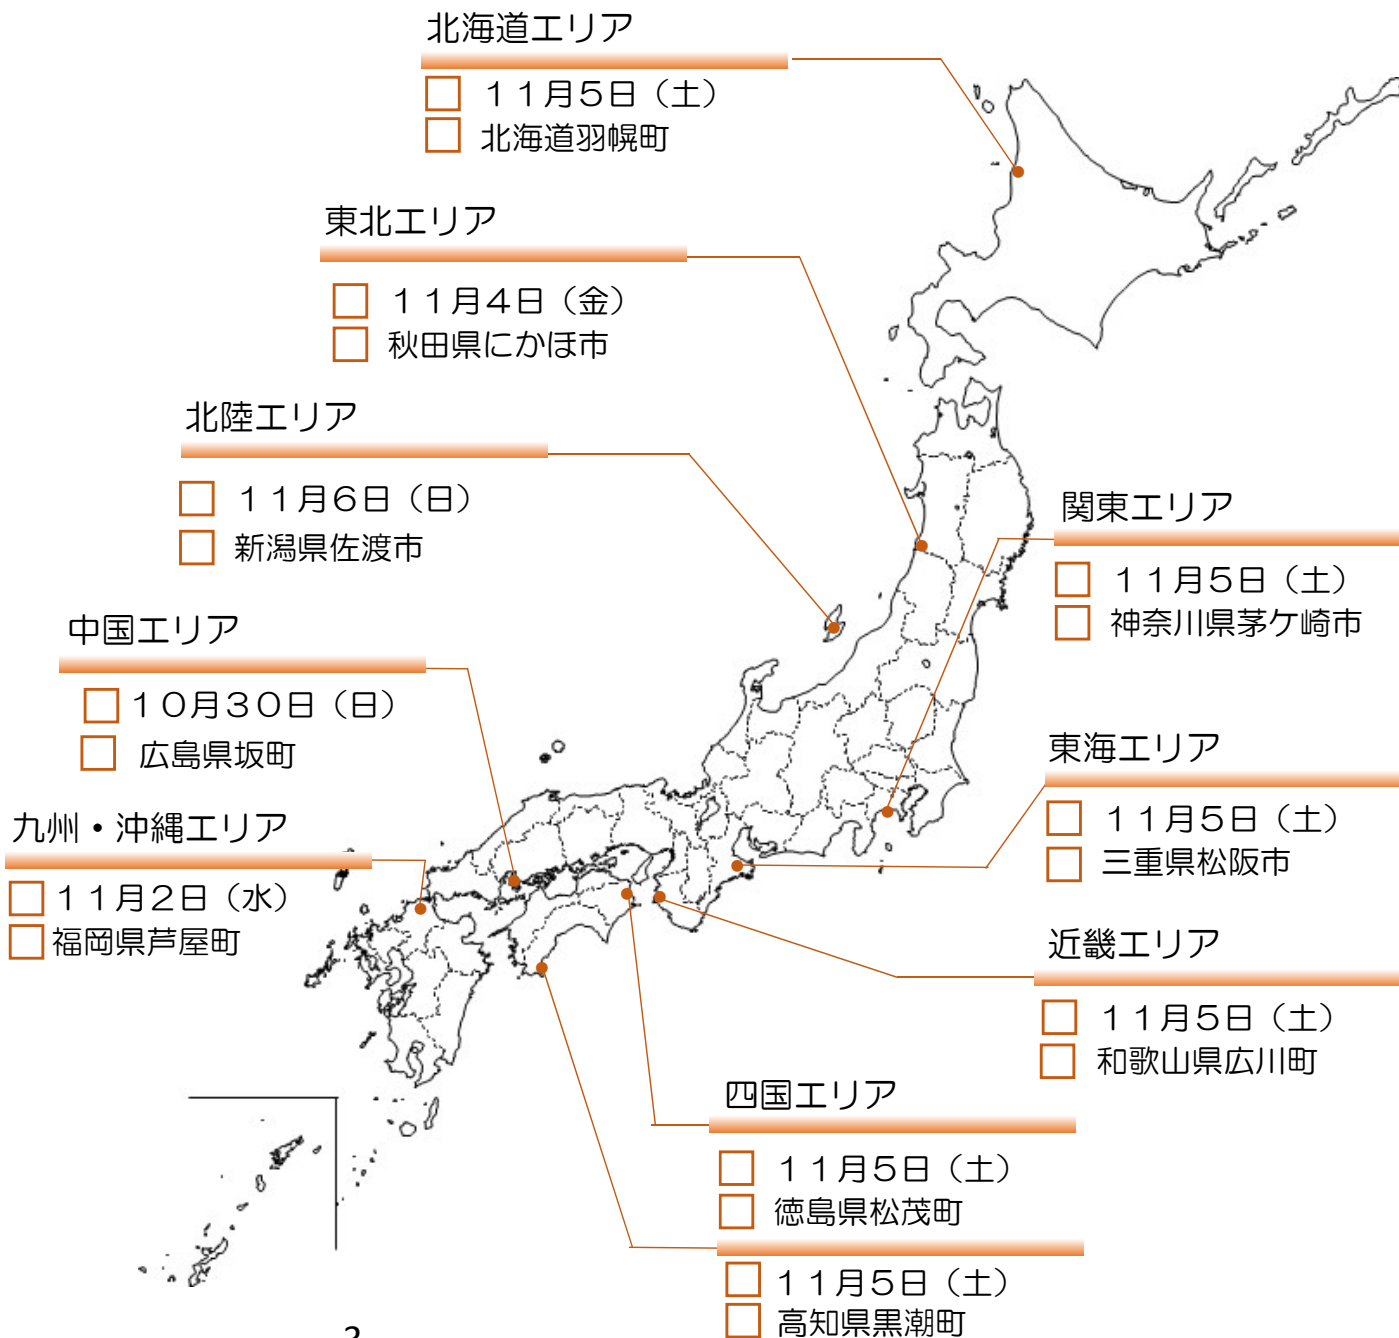 北海道エリア
１１月５日（土）
北海道羽幌町
東北エリア
１１月４日（金）
秋田県にかほ市
北陸エリア
１１月６日（日）
新潟県佐渡市
関東エリア
１１月５日（土）
神奈川県茅ケ崎市
中国エリア
１０月３０日（日）
広島県坂町
東海エリア
１１月５日（土）
三重県松阪市
九州・沖縄エリア
１１月２日（水）
福岡県芦屋町
近畿エリア
１１月５日（土）
和歌山県広川町
四国エリア
１１月５日（土）
徳島県松茂町
１１月５日（土）
高知県黒潮町